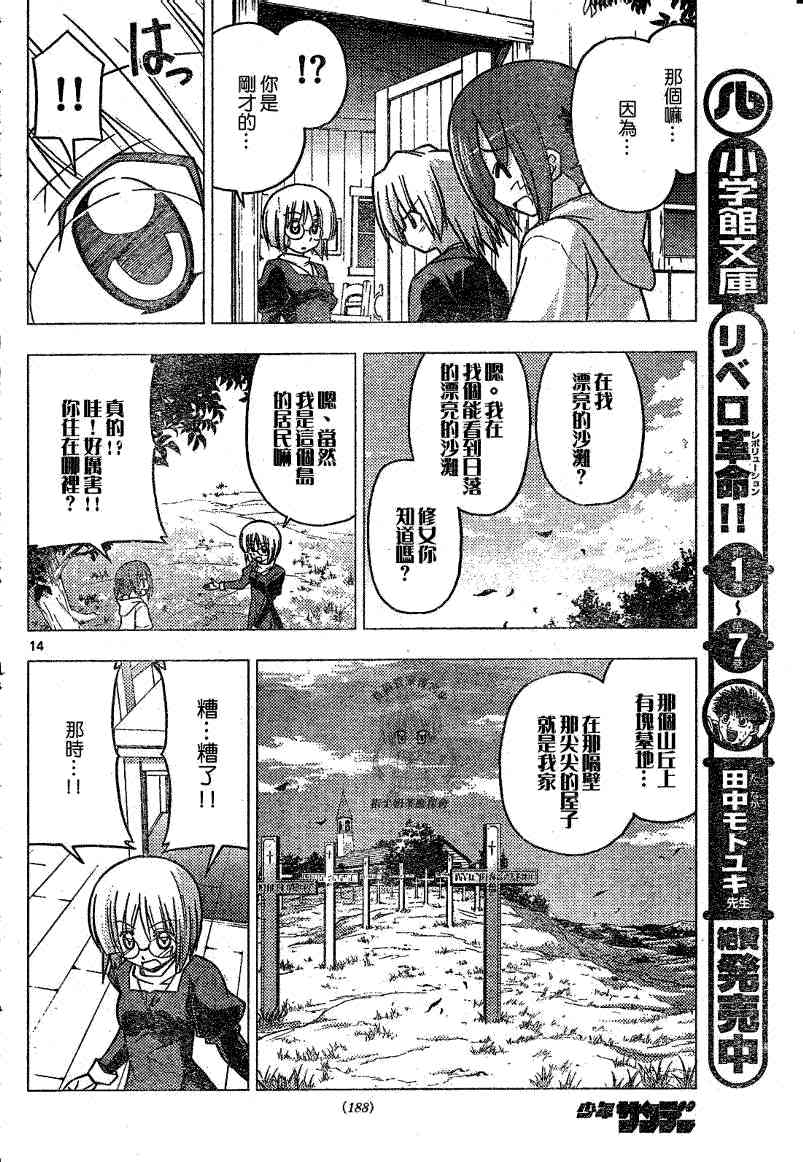 那個嘛…
因為…
!?
你是
剛才的…
はっ
!!
在找
漂亮的沙灘?
嗯。我在
找個能看到日落
的漂亮的沙灘
修女你
知道嗎?
嗯、當然
我是這個島
的居民嘛
真的!?
哇!好厲害!!
你住在哪裡?
14
那個山丘上
有塊墓地…
在那隔壁
那尖尖的屋子
就是我家
糟…糟了!!
那時…!!
(188)
少年サンデー
小学館文庫
リベロ革命!!
レボリューション
1
~
7
田中モトユキ
たなか
先生
絶賛
発売中